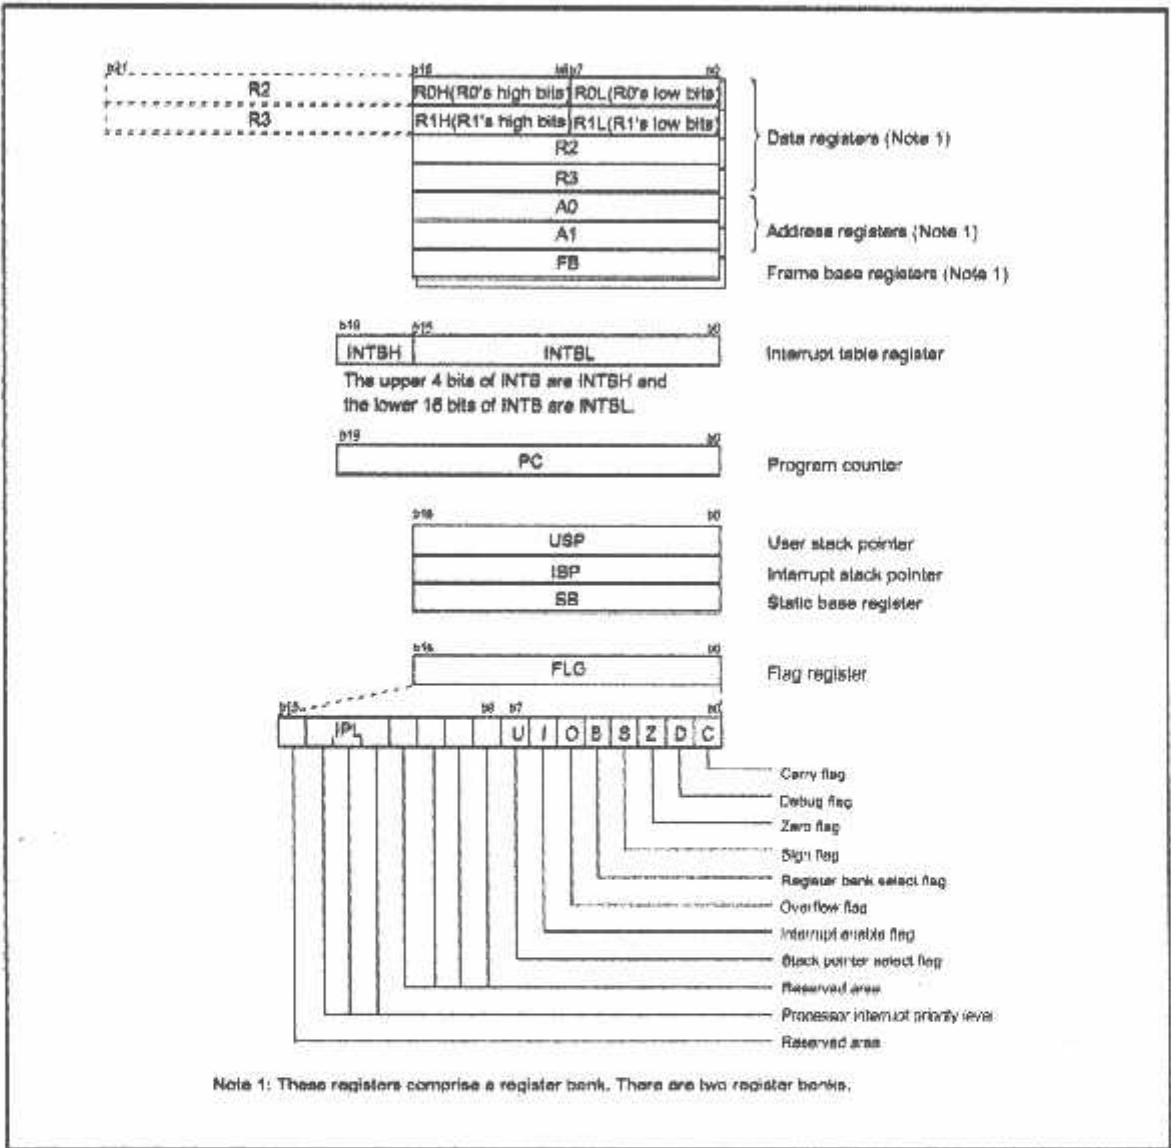 b31 b15 b8 b7 b0
R2 R0H(R0's high bits) R0L(R0's low bits)
R3 R1H(R1's high bits) R1L(R1's low bits)
Data registers (Note 1)
R2
R3
A0
A1
Address registers (Note 1)
FB
Frame base registers (Note 1)
b19 b15 b0
INTBH INTBL Interrupt table register
The upper 4 bits of INTB are INTBH and
the lower 16 bits of INTB are INTBL.
b19 b0
PC Program counter
b15 b0
USP User stack pointer
ISP Interrupt stack pointer
SB Static base register
b15 b0
FLG Flag register
b15 b8 b7 b0
IPL U I O B S Z D C
Carry flag
Debug flag
Zero flag
Sign flag
Register bank select flag
Overflow flag
Interrupt enable flag
Stack pointer select flag
Reserved area
Processor interrupt priority level
Reserved area
Note 1: These registers comprise a register bank. There are two register banks.